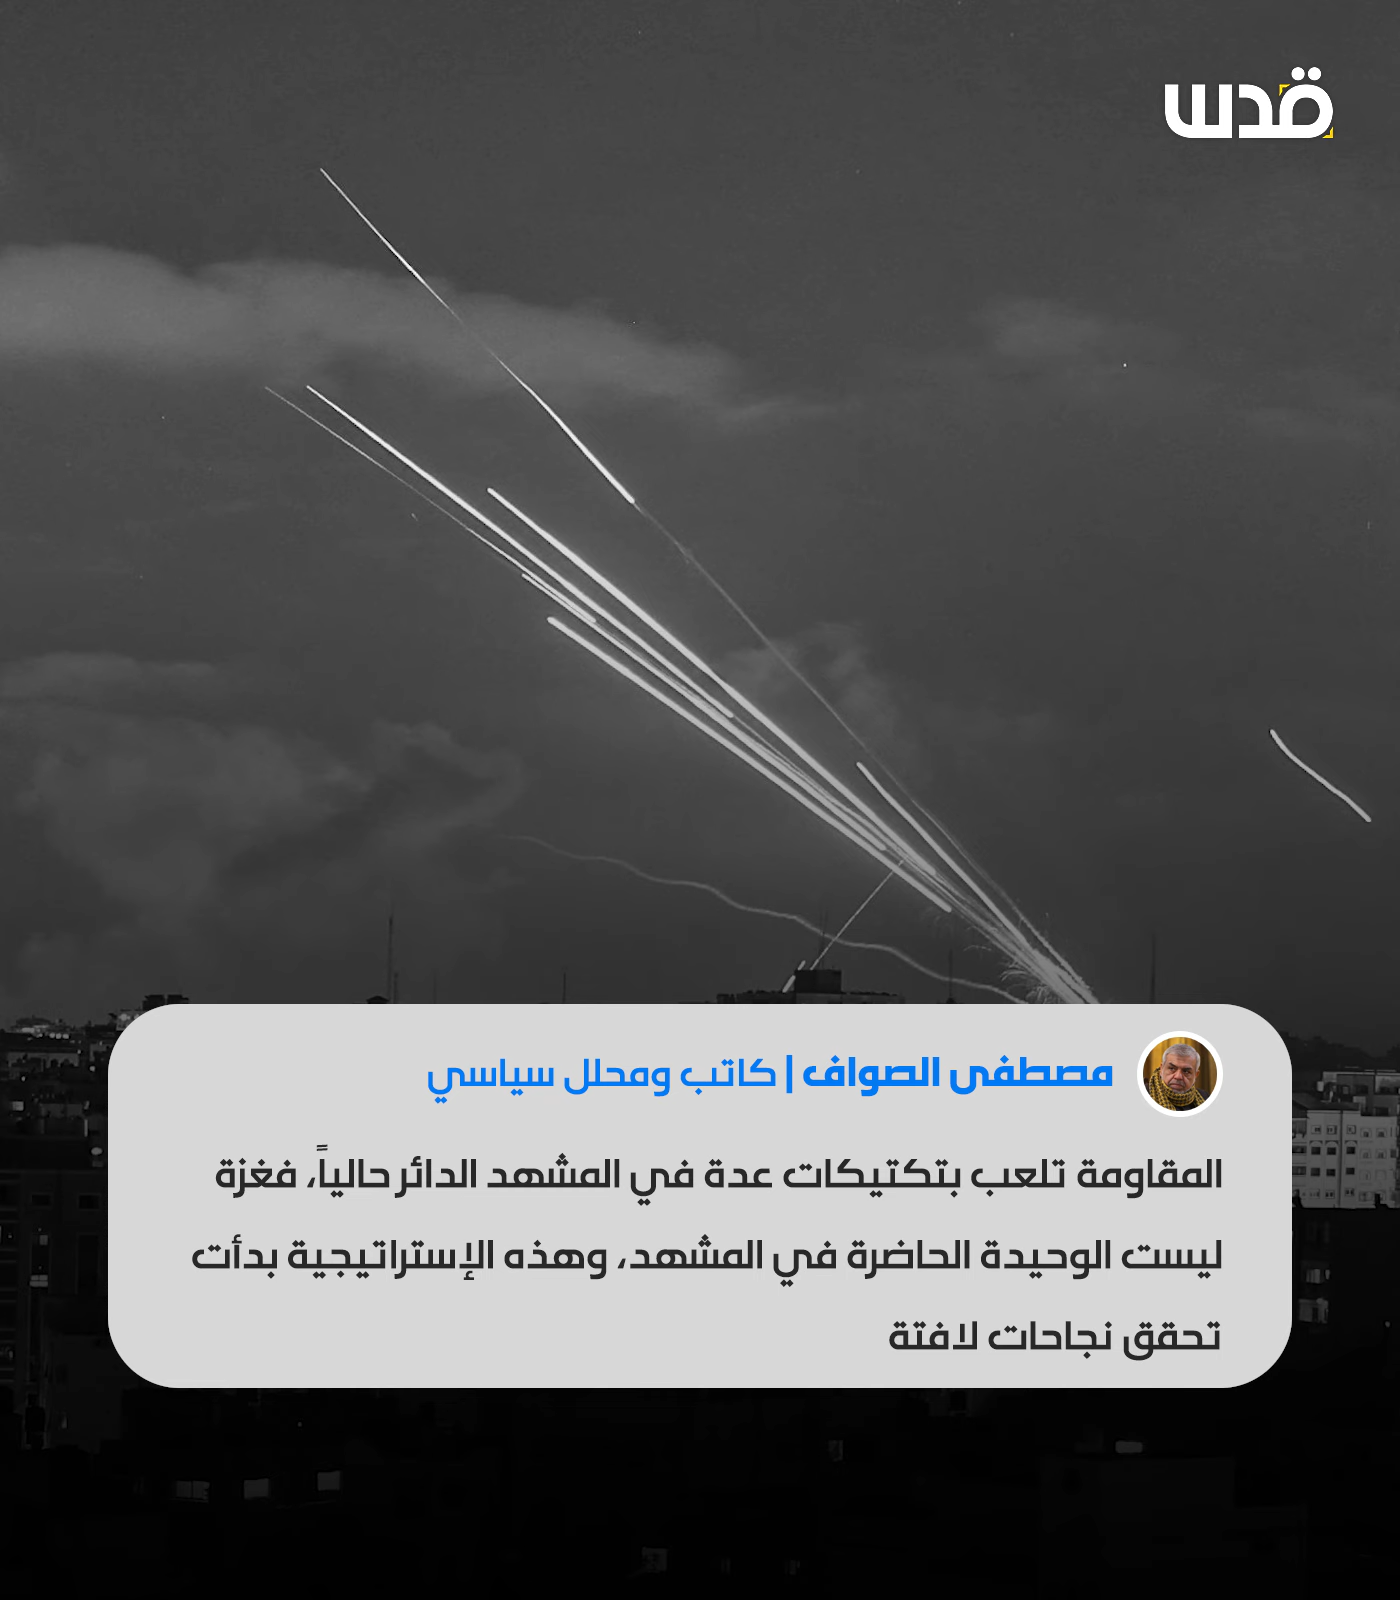 قدس
مصطفى الصواف | كاتب ومحلل سياسي
المقاومة تلعب بتكتيكات عدة في المشهد الدائر حالياً، فغزة
ليست الوحيدة الحاضرة في المشهد، وهذه الإستراتيجية بدأت
تحقق نجاحات لافتة